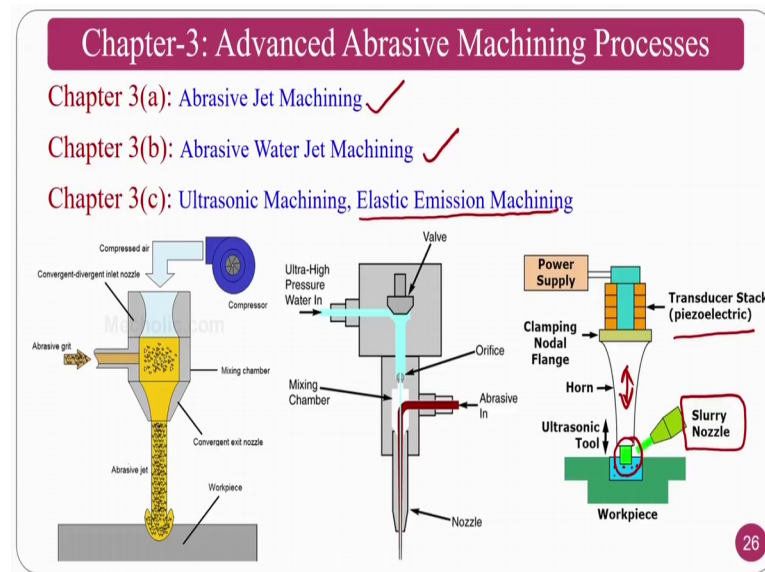 Chapter-3: Advanced Abrasive Machining Processes
Chapter 3(a): Abrasive Jet Machining
Chapter 3(b): Abrasive Water Jet Machining
Chapter 3(c): Ultrasonic Machining, Elastic Emission Machining
Compressed air
Convergent-divergent inlet nozzle
Compressor
Mecholic.com
Abrasive grit
Mixing chamber
Convergent exit nozzle
Abrasive jet
Workpiece
Valve
Ultra-High
Pressure
Water In
Orifice
Mixing
Chamber
Abrasive
In
Nozzle
Power
Supply
Transducer Stack
(piezoelectric)
Clamping
Nodal
Flange
Horn
Slurry
Nozzle
Ultrasonic
Tool
Workpiece
26